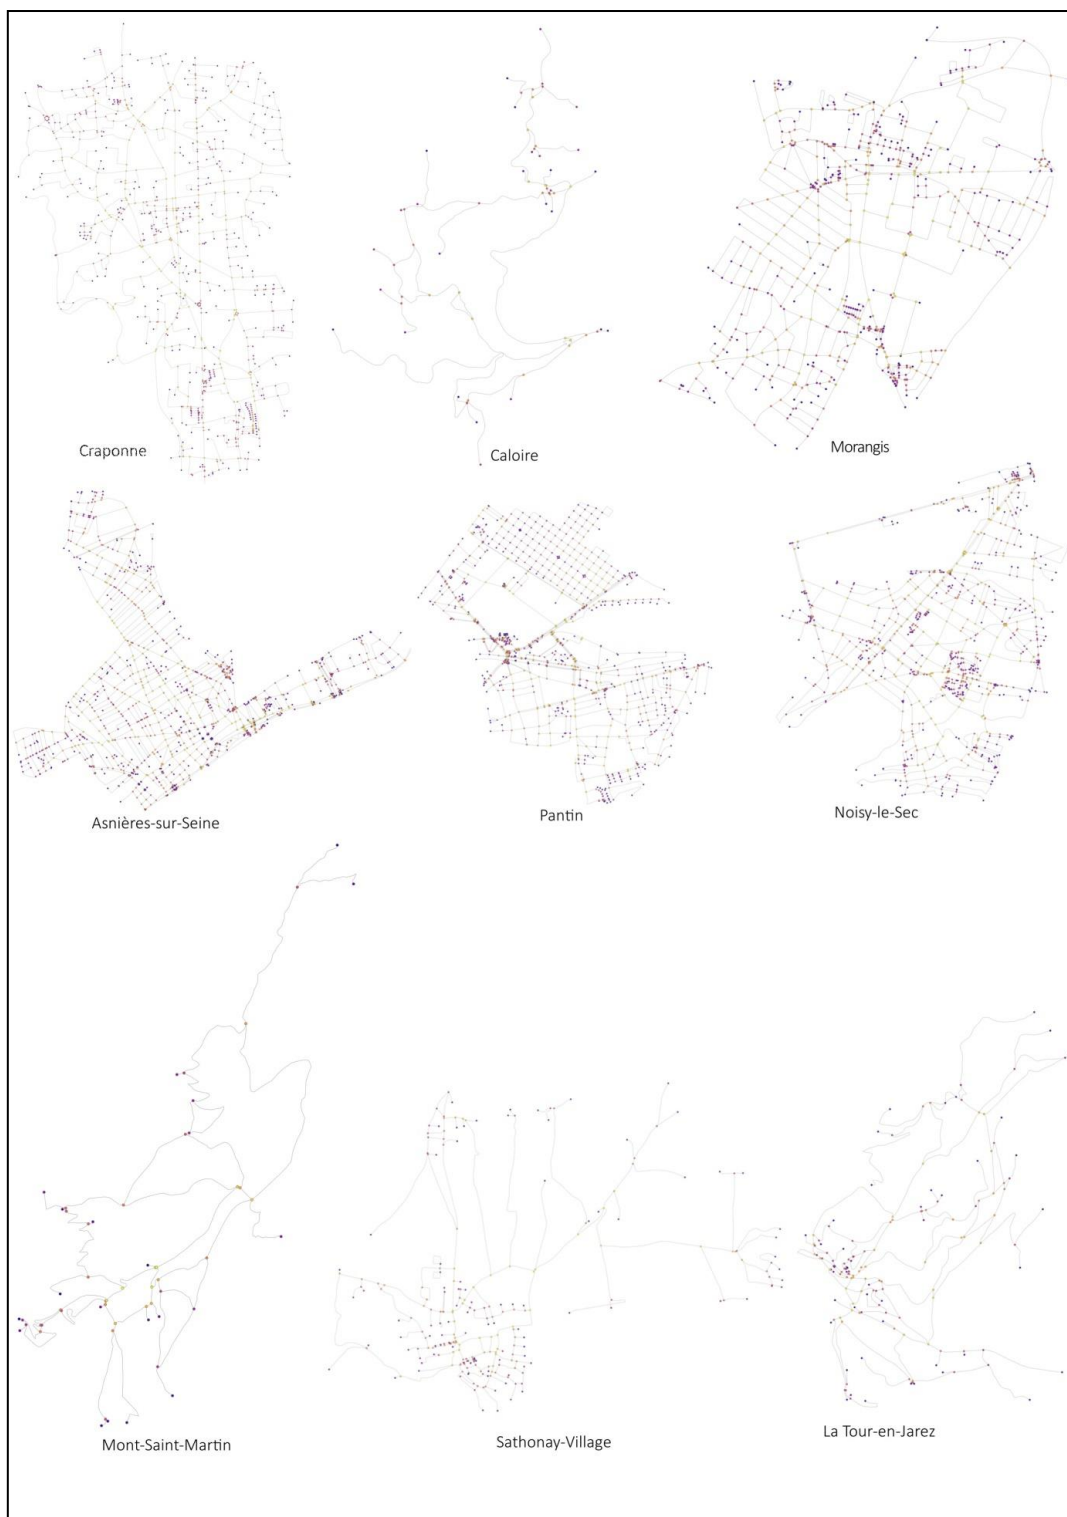 Craponne
Caloire
Morangis
Asnières-sur-Seine
Pantin
Noisy-le-Sec
Mont-Saint-Martin
Sathonay-Village
La Tour-en-Jarez